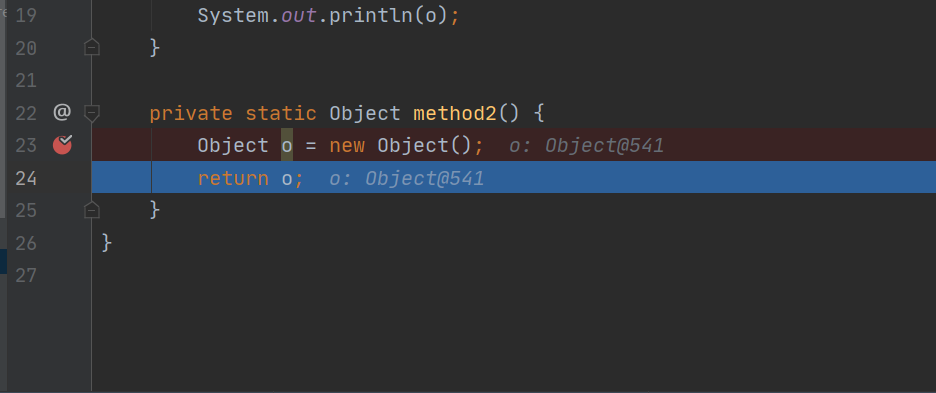 19 System.out.println(o);
20 }
21
22 @ private static Object method2() {
23 Object o = new Object(); o: Object@541
24 return o; o: Object@541
25 }
26 }
27